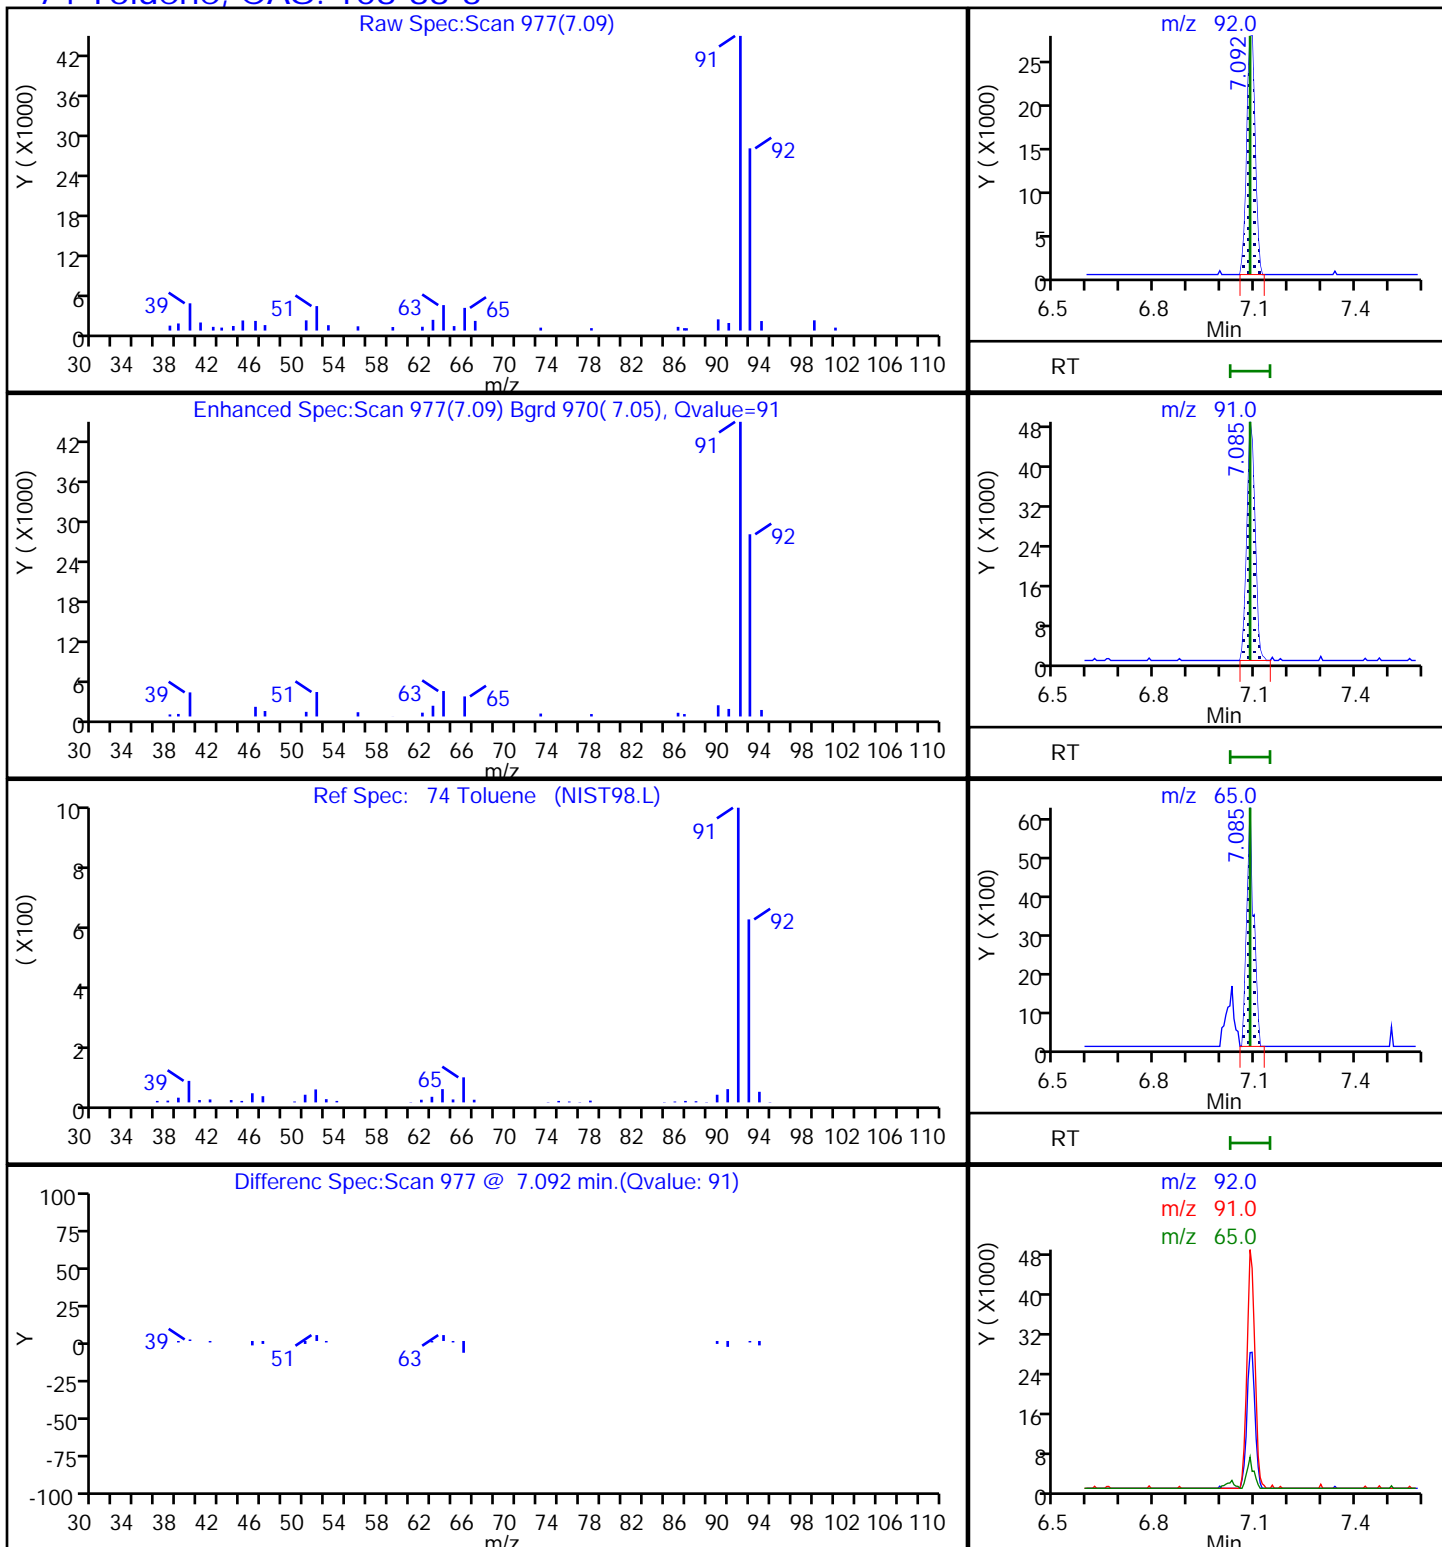 Raw Spec:Scan 977(7.09)
Y ( X1000)
42
36
30
24
18
12
6
0
91
92
39
51
63
65
30 34 38 42 46 50 54 58 62 66 70 74 78 82 86 90 94 98 102 106 110
m/z
m/z 92.0
7.092
Y ( X1000)
25
20
15
10
5
0
6.5 6.8 7.1 7.4
Min
RT
Enhanced Spec:Scan 977(7.09) Bgrd 970( 7.05), Qvalue=91
Y ( X1000)
42
36
30
24
18
12
6
0
91
92
39
51
63
65
30 34 38 42 46 50 54 58 62 66 70 74 78 82 86 90 94 98 102 106 110
m/z
m/z 91.0
7.085
Y ( X1000)
48
40
32
24
16
8
0
6.5 6.8 7.1 7.4
Min
RT
Ref Spec: 74 Toluene (NIST98.L)
( X100)
10
8
6
4
2
0
91
92
39
65
30 34 38 42 46 50 54 58 62 66 70 74 78 82 86 90 94 98 102 106 110
m/z 65.0
7.085
Y ( X100)
60
50
40
30
20
10
0
6.5 6.8 7.1 7.4
Min
RT
Differenc Spec:Scan 977 @ 7.092 min.(Qvalue: 91)
Y
100
75
50
25
0
-25
-50
-75
-100
39
51
63
30 34 38 42 46 50 54 58 62 66 70 74 78 82 86 90 94 98 102 106 110
m/z
m/z 92.0
m/z 91.0
m/z 65.0
Y ( X1000)
48
40
32
24
16
8
0
6.5 6.8 7.1 7.4
Min